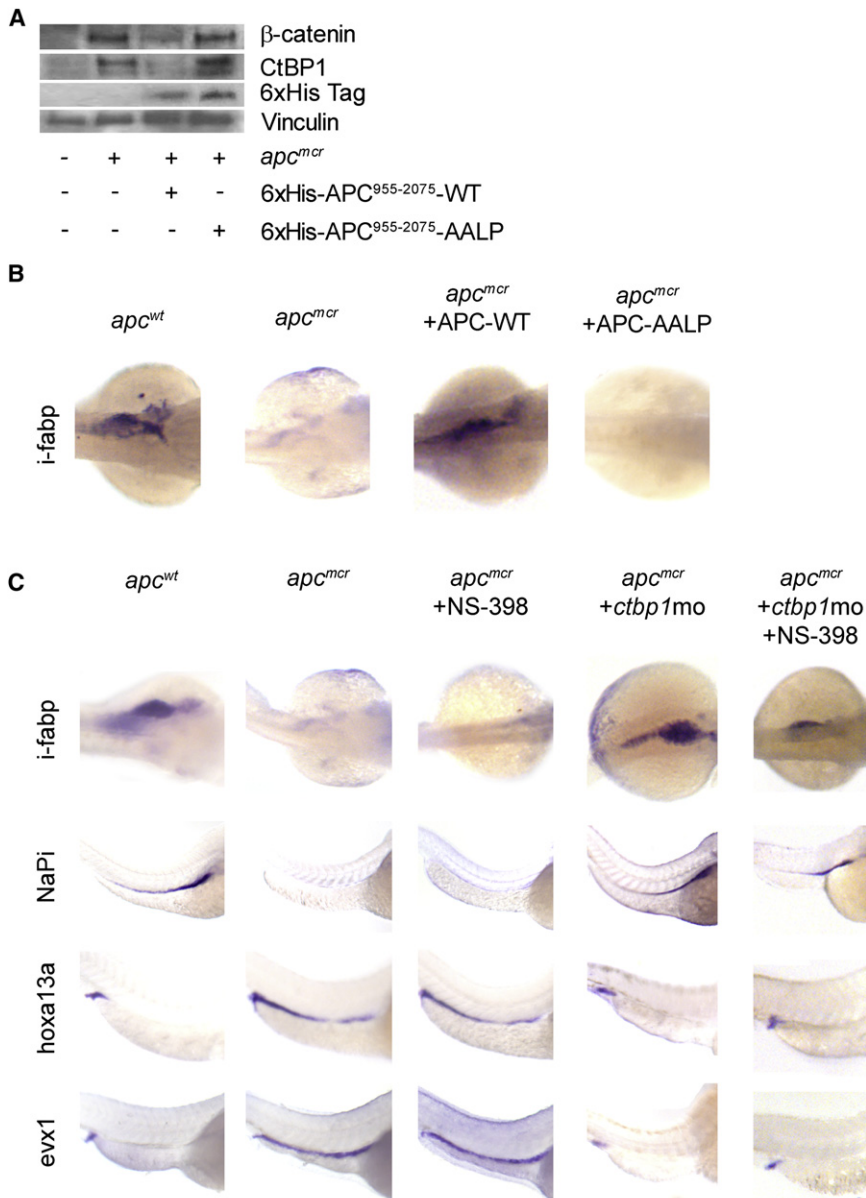 A
β-catenin
CtBP1
6xHis Tag
Vinculin
- + + + apc^mcr
- - + - 6xHis-APC^955-2075-WT
- - - + 6xHis-APC^955-2075-AALP
B
apc^wt apc^mcr apc^mcr +APC-WT apc^mcr +APC-AALP
i-fabp
C
apc^wt apc^mcr apc^mcr +NS-398 apc^mcr +ctbp1mo apc^mcr +ctbp1mo +NS-398
i-fabp
NaPi
hoxa13a
evx1